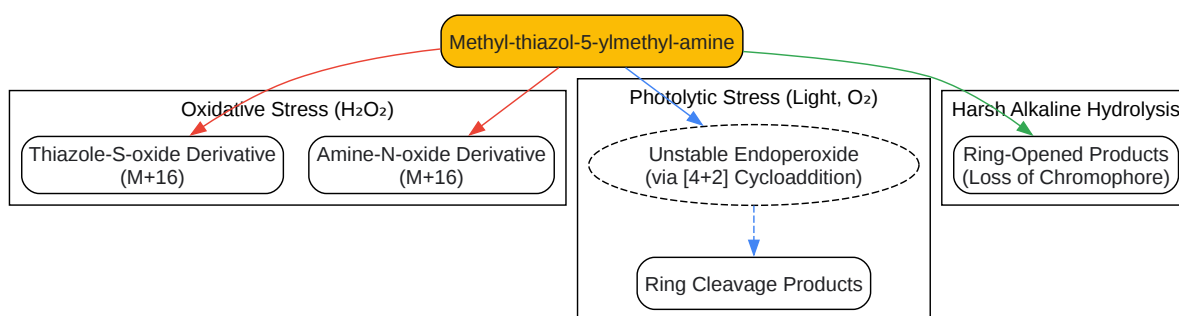 Methyl-thiazol-5-ylmethyl-amine
Oxidative Stress (H₂O₂)
Thiazole-S-oxide Derivative
(M+16)
Amine-N-oxide Derivative
(M+16)
Photolytic Stress (Light, O₂)
Unstable Endoperoxide
(via [4+2] Cycloaddition)
Ring Cleavage Products
Harsh Alkaline Hydrolysis
Ring-Opened Products
(Loss of Chromophore)